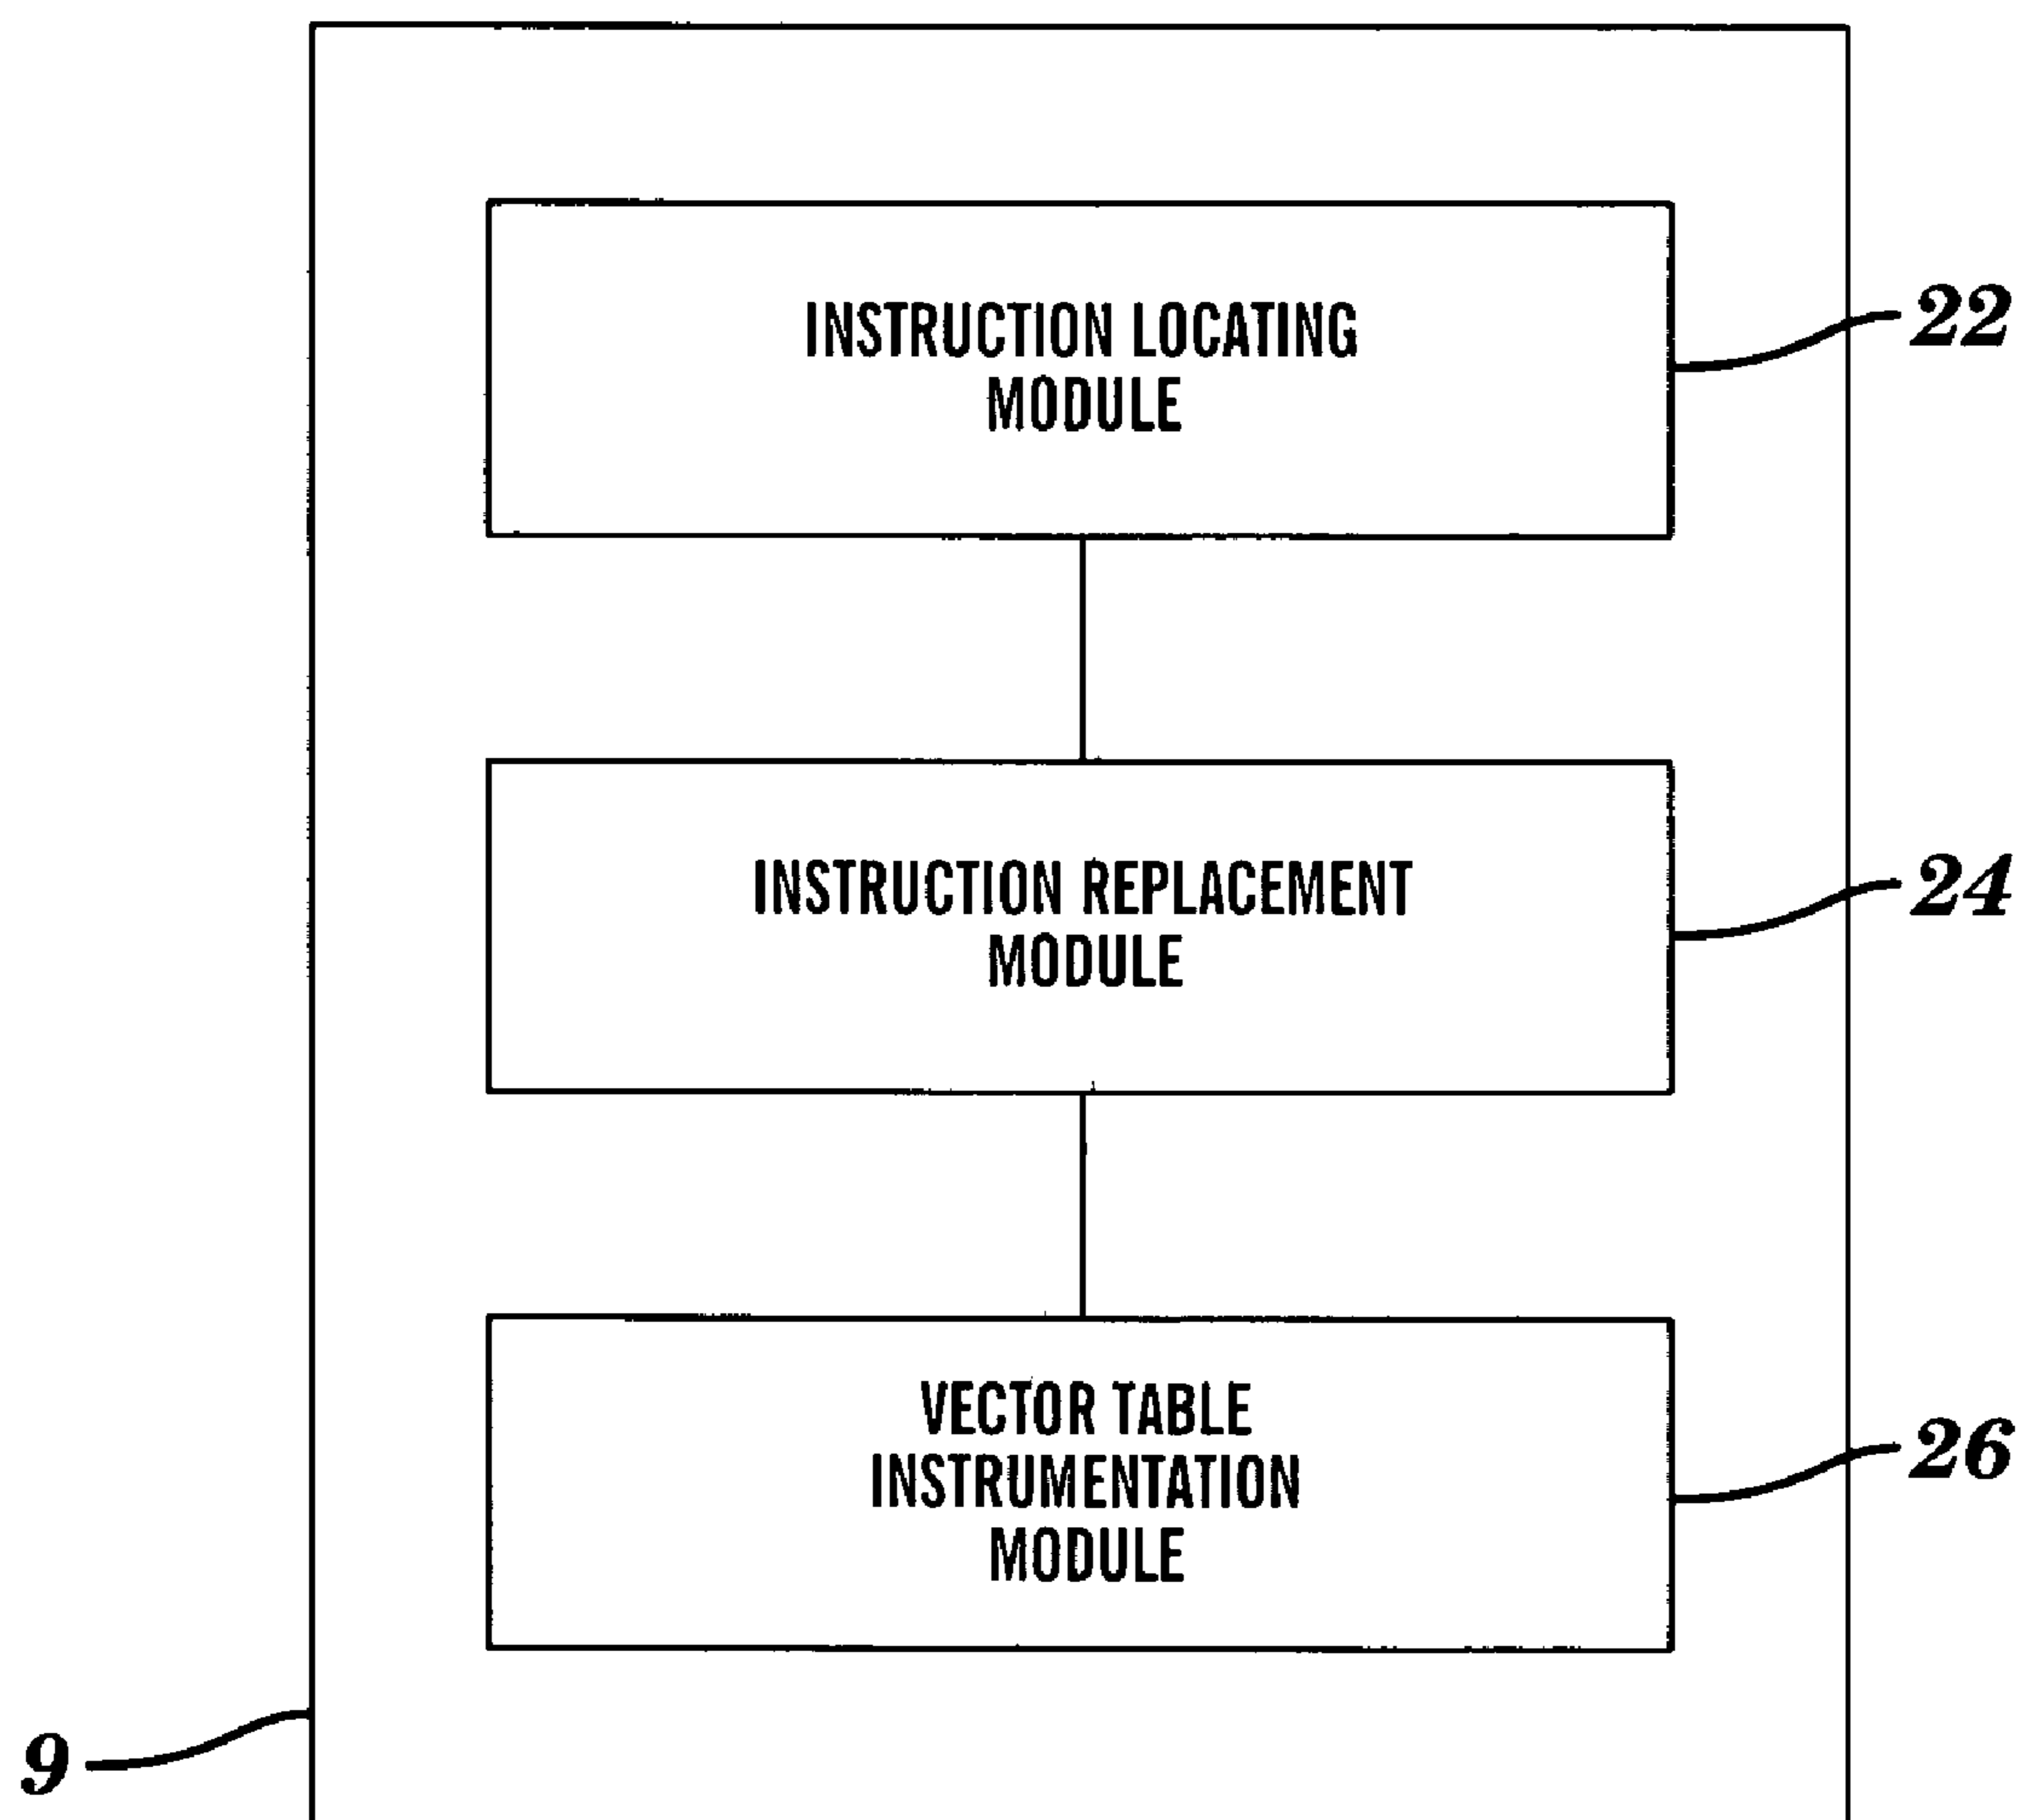 INSTRUCTION LOCATING
MODULE
22
INSTRUCTION REPLACEMENT
MODULE
24
VECTOR TABLE
INSTRUMENTATION
MODULE
26
9